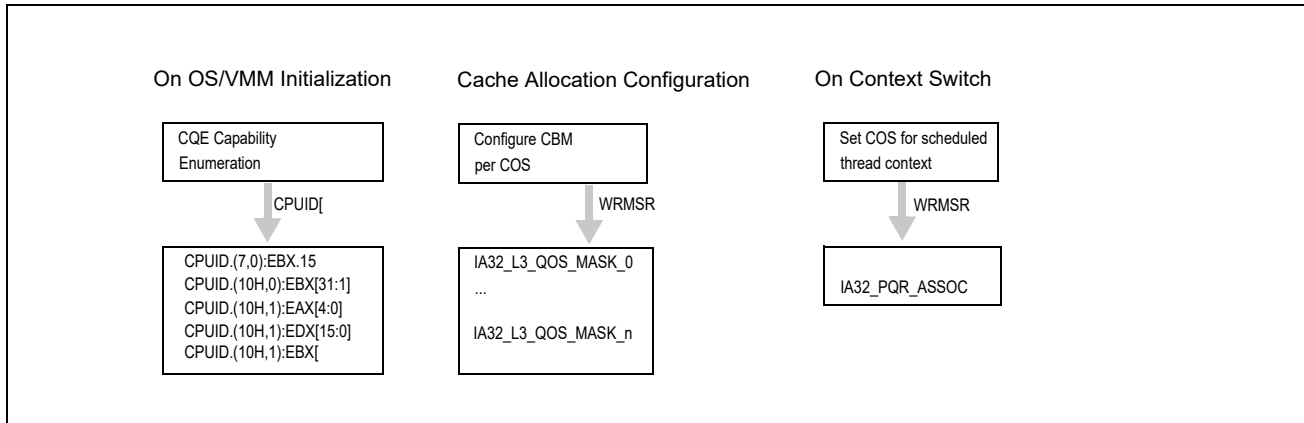 On OS/VMM Initialization
Cache Allocation Configuration
On Context Switch
CQE Capability
Enumeration
CPUID[
CPUID.(7,0):EBX.15
CPUID.(10H,0):EBX[31:1]
CPUID.(10H,1):EAX[4:0]
CPUID.(10H,1):EDX[15:0]
CPUID.(10H,1):EBX[
Configure CBM
per COS
WRMSR
IA32_L3_QOS_MASK_0
...
IA32_L3_QOS_MASK_n
Set COS for scheduled
thread context
WRMSR
IA32_PQR_ASSOC